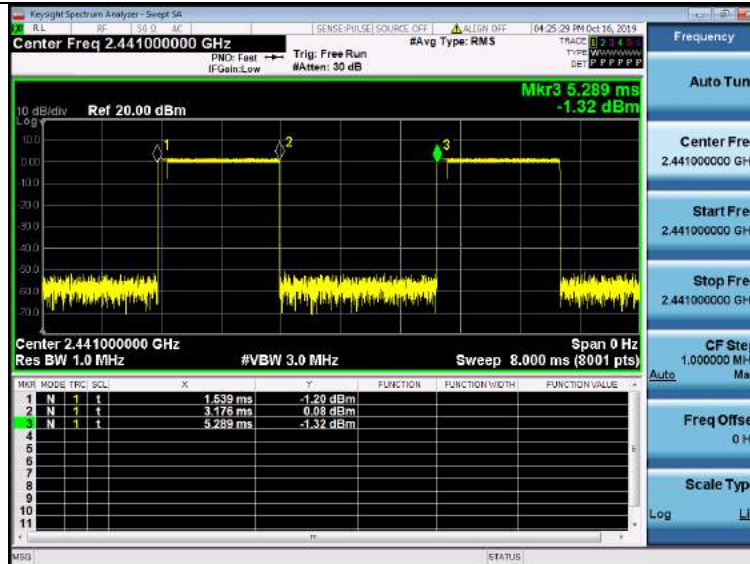 Keysight Spectrum Analyzer - Swept SA
RL RF 50 Ω AC SENSE:PULSE SOURCE OFF ALIGN OFF 04:25:29 PM Oct 16, 2019
Center Freq 2.441000000 GHz #Avg Type: RMS TRACE 1 2 3 4 5 6
PNO: Fast Trig: Free Run TYPE WWWWWW
IFGain:Low #Atten: 30 dB DET P P P P P P
Mkr3 5.289 ms
10 dB/div Ref 20.00 dBm -1.32 dBm
Log
10.0
0.00
-10.0
-20.0
-30.0
-40.0
-50.0
-60.0
-70.0
1
2
3
Center 2.441000000 GHz Span 0 Hz
Res BW 1.0 MHz #VBW 3.0 MHz Sweep 8.000 ms (8001 pts)
MKR MODE TRC SCL X Y FUNCTION FUNCTION WIDTH FUNCTION VALUE
1 N 1 t 1.539 ms -1.20 dBm
2 N 1 t 3.176 ms 0.08 dBm
3 N 1 t 5.289 ms -1.32 dBm
4
5
6
7
8
9
10
11
MSG STATUS
Frequency
Auto Tun
Center Fre
2.441000000 GH
Start Fre
2.441000000 GH
Stop Fre
2.441000000 GH
CF Ste
1.000000 MH
Auto Ma
Freq Offse
0 H
Scale Typ
Log Li